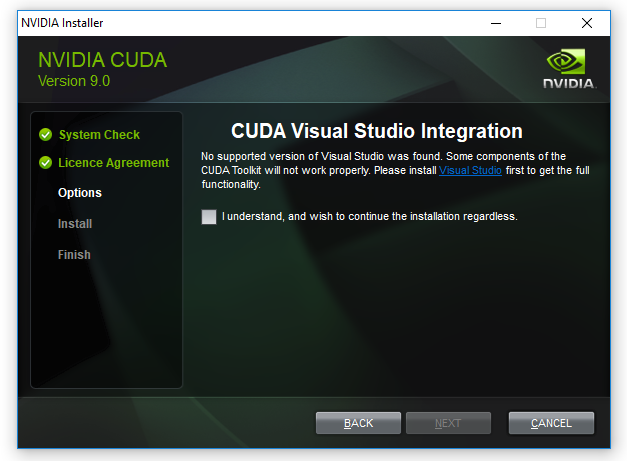 NVIDIA Installer
NVIDIA CUDA
Version 9.0
NVIDIA.
System Check
Licence Agreement
Options
Install
Finish
CUDA Visual Studio Integration
No supported version of Visual Studio was found. Some components of the
CUDA Toolkit will not work properly. Please install Visual Studio first to get the full
functionality.
I understand, and wish to continue the installation regardless.
BACK
NEXT
CANCEL